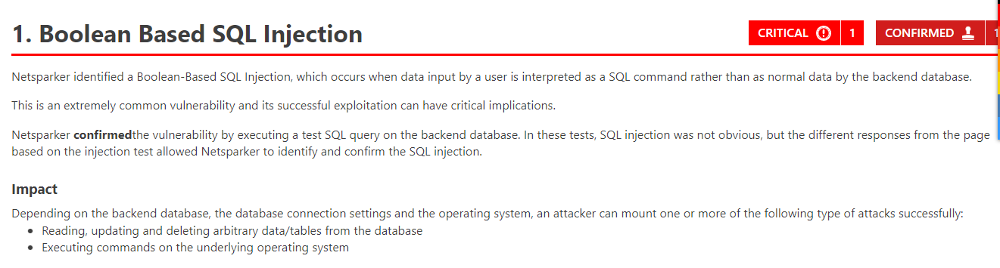 1. Boolean Based SQL Injection
CRITICAL 1
CONFIRMED 1
Netsparker identified a Boolean-Based SQL Injection, which occurs when data input by a user is interpreted as a SQL command rather than as normal data by the backend database.
This is an extremely common vulnerability and its successful exploitation can have critical implications.
Netsparker confirmedthe vulnerability by executing a test SQL query on the backend database. In these tests, SQL injection was not obvious, but the different responses from the page
based on the injection test allowed Netsparker to identify and confirm the SQL injection.
Impact
Depending on the backend database, the database connection settings and the operating system, an attacker can mount one or more of the following type of attacks successfully:
• Reading, updating and deleting arbitrary data/tables from the database
• Executing commands on the underlying operating system